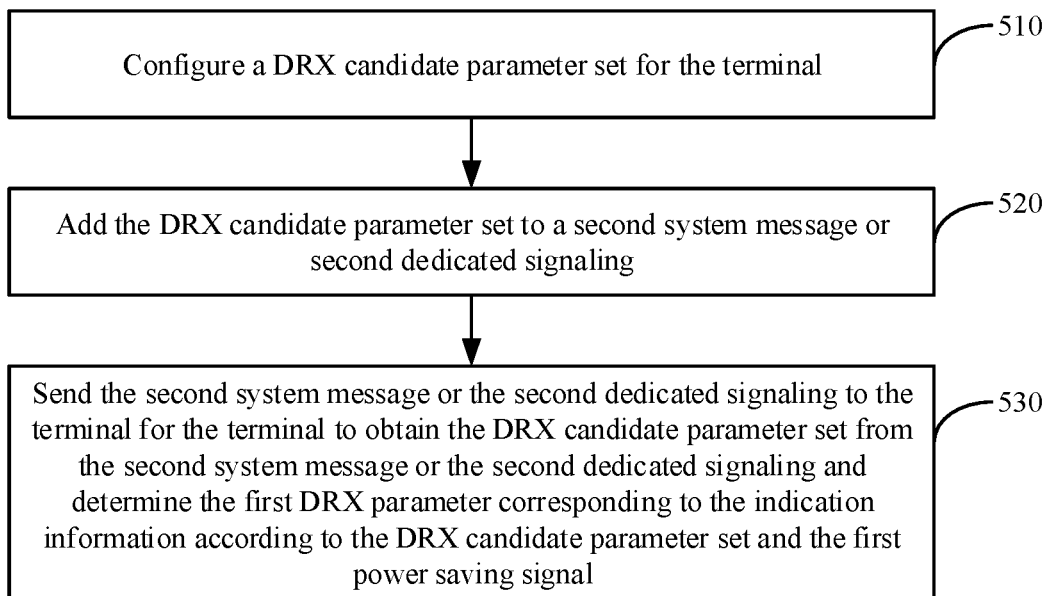 510
Configure a DRX candidate parameter set for the terminal
520
Add the DRX candidate parameter set to a second system message or
second dedicated signaling
530
Send the second system message or the second dedicated signaling to the
terminal for the terminal to obtain the DRX candidate parameter set from
the second system message or the second dedicated signaling and
determine the first DRX parameter corresponding to the indication
information according to the DRX candidate parameter set and the first
power saving signal